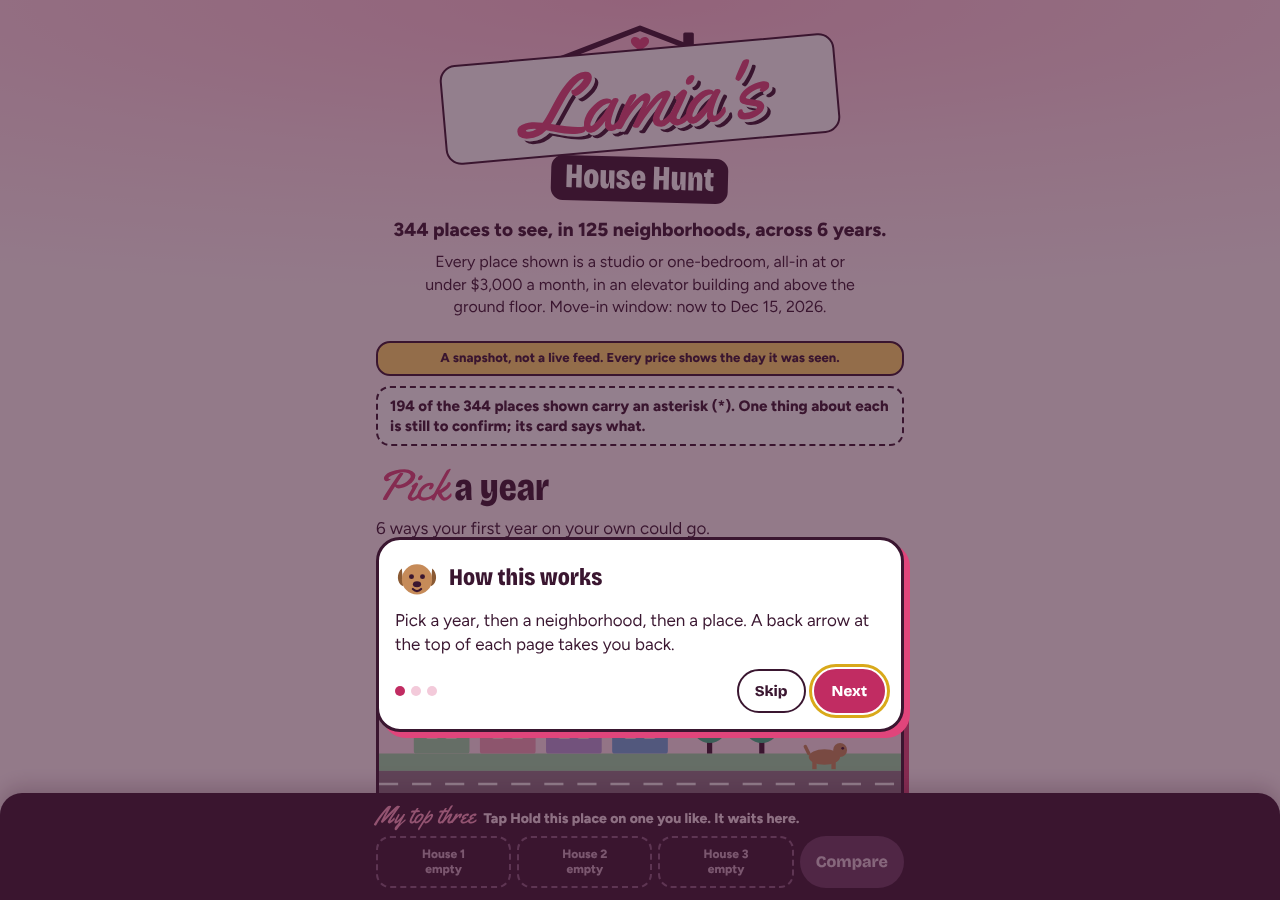 Lamia's
House Hunt
344 places to see, in 125 neighborhoods, across 6 years.
Every place shown is a studio or one-bedroom, all-in at or
under $3,000 a month, in an elevator building and above the
ground floor. Move-in window: now to Dec 15, 2026.
A snapshot, not a live feed. Every price shows the day it was seen.
194 of the 344 places shown carry an asterisk (*). One thing about each
is still to confirm; its card says what.
Pick a year
6 ways your first year on your own could go.
How this works
Pick a year, then a neighborhood, then a place. A back arrow at
the top of each page takes you back.
Skip
Next
My top three Tap Hold this place on one you like. It waits here.
House 1
empty
House 2
empty
House 3
empty
Compare